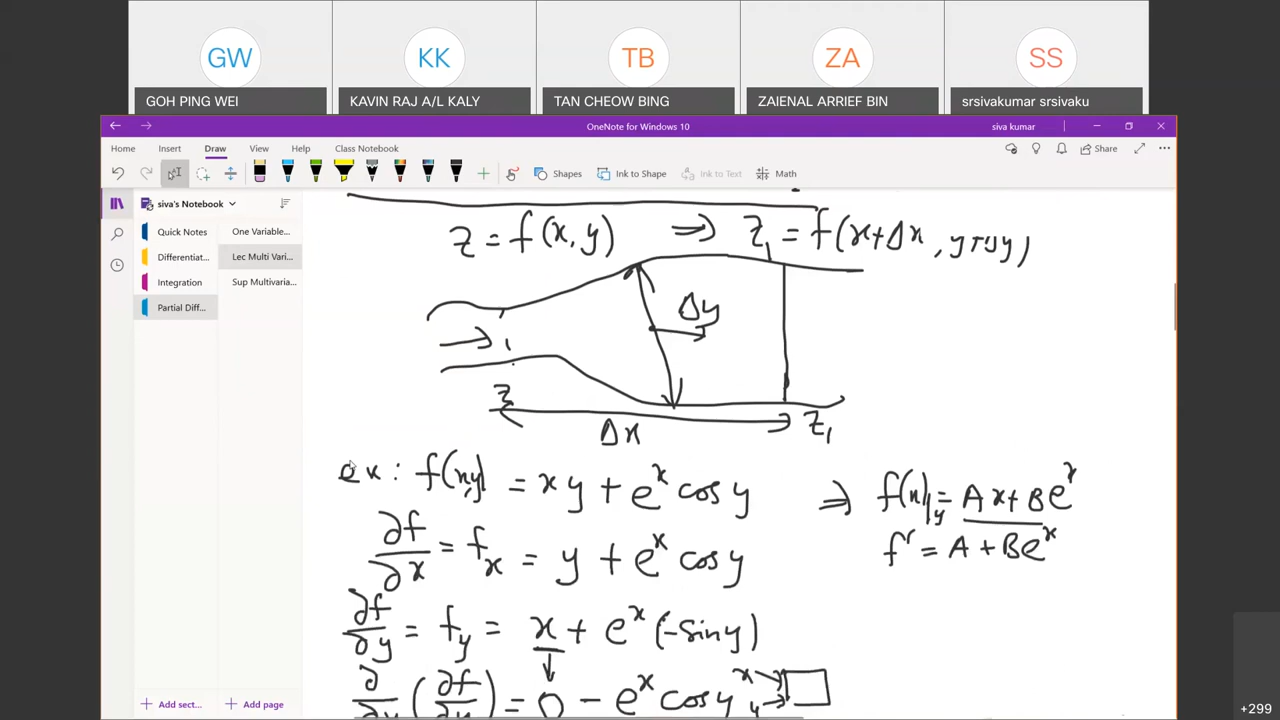 GW KK TB ZA SS
GOH PING WEI KAVIN RAJ A/L KALY TAN CHEOW BING ZAIENAL ARRIEF BIN srsivakumar srsivaku
OneNote for Windows 10 siva kumar
Home Insert Draw View Help Class Notebook Share
Shapes Ink to Shape Ink to Text Math
siva's Notebook
Quick Notes One Variable...
Differentiat... Lec Multi Vari...
Integration Sup Multivaria...
Partial Diff...
z = f(x,y) ⇒ z₁ = f(x+Δx, y+Δy)
Δy
z
Δx z₁
ex: f(x,y) = xy + eˣ cos y ⇒ f(x)|y = Ax + Beˣ
∂f/∂x = fₓ = y + eˣ cos y f' = A + Beˣ
∂f/∂y = f_y = x + eˣ (-sin y)
= 0 - eˣ cos y x
y
Add sect... Add page
+299